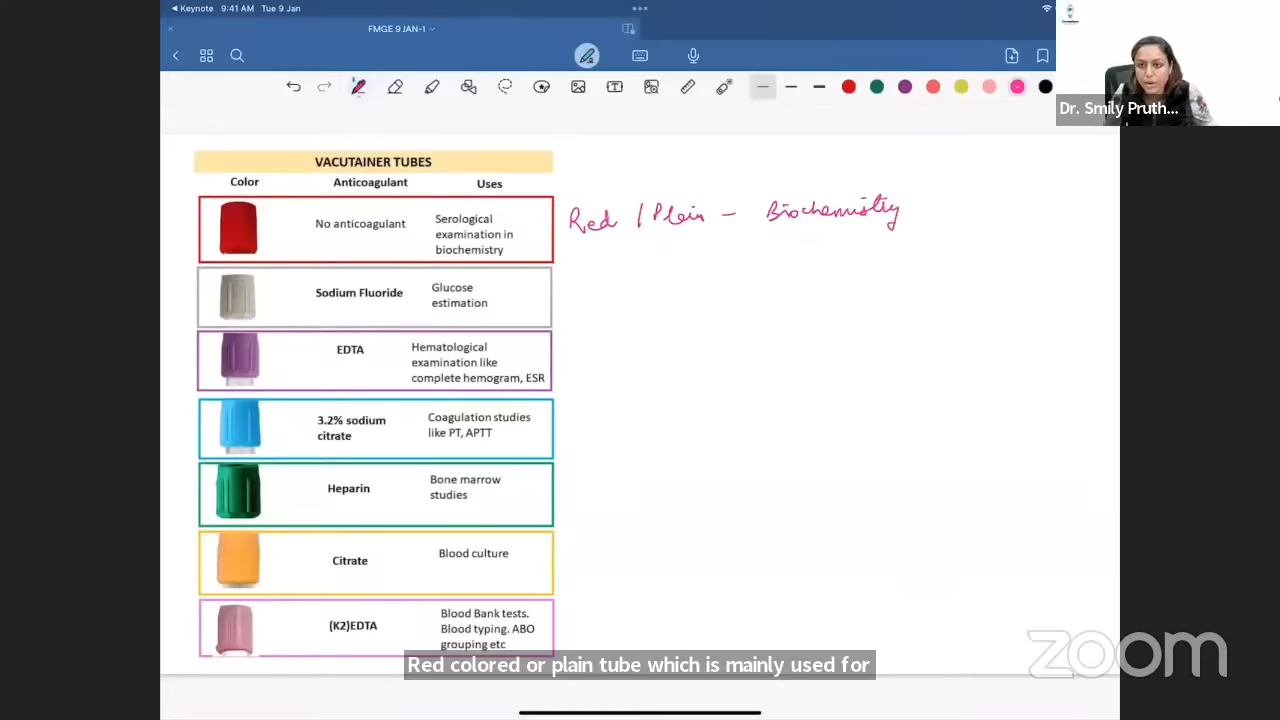 Keynote 9:41 AM Tue 9 Jan
FMGE 9 JAN-1
Dr. Smily Pruth...
VACUTAINER TUBES
Color Anticoagulant Uses
No anticoagulant
Serological
examination in
biochemistry
Red / Plain - Biochemistry
Sodium Fluoride
Glucose
estimation
EDTA
Hematological
examination like
complete hemogram, ESR
3.2% sodium
citrate
Coagulation studies
like PT, APTT
Heparin
Bone marrow
studies
Citrate
Blood culture
(K2)EDTA
Blood Bank tests.
Blood typing. ABO
grouping etc
Red colored or plain tube which is mainly used for
zoom